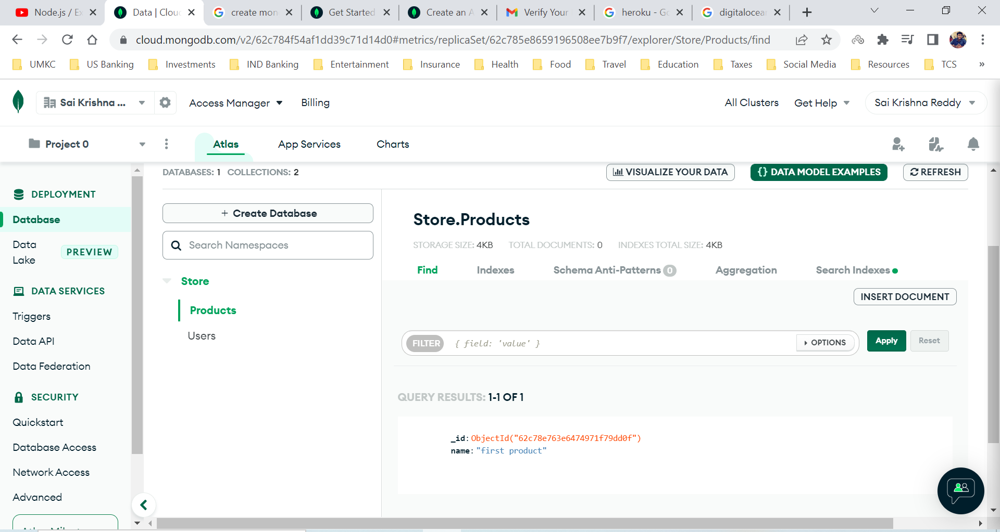 Node.js / Ex
Data | Clou
create mon
Get Started
Create an A
Verify Your
heroku - Go
digitalocean
cloud.mongodb.com/v2/62c784f54af1dd39c71d14d0#metrics/replicaSet/62c785e8659196508ee7b9f7/explorer/Store/Products/find
UMKC
US Banking
Investments
IND Banking
Entertainment
Insurance
Health
Food
Travel
Education
Taxes
Social Media
Resources
TCS
»
Sai Krishna ...
Access Manager
Billing
All Clusters
Get Help
Sai Krishna Reddy
Project 0
Atlas
App Services
Charts
DEPLOYMENT
Database
Data Lake
PREVIEW
DATA SERVICES
Triggers
Data API
Data Federation
SECURITY
Quickstart
Database Access
Network Access
Advanced
DATABASES: 1 COLLECTIONS: 2
VISUALIZE YOUR DATA
{} DATA MODEL EXAMPLES
REFRESH
+ Create Database
Search Namespaces
Store
Products
Users
Store.Products
STORAGE SIZE: 4KB TOTAL DOCUMENTS: 0 INDEXES TOTAL SIZE: 4KB
Find
Indexes
Schema Anti-Patterns 0
Aggregation
Search Indexes
INSERT DOCUMENT
FILTER { field: 'value' }
OPTIONS
Apply
Reset
QUERY RESULTS: 1-1 OF 1
_id: ObjectId("62c78e763e6474971f79dd0f")
name: "first product"